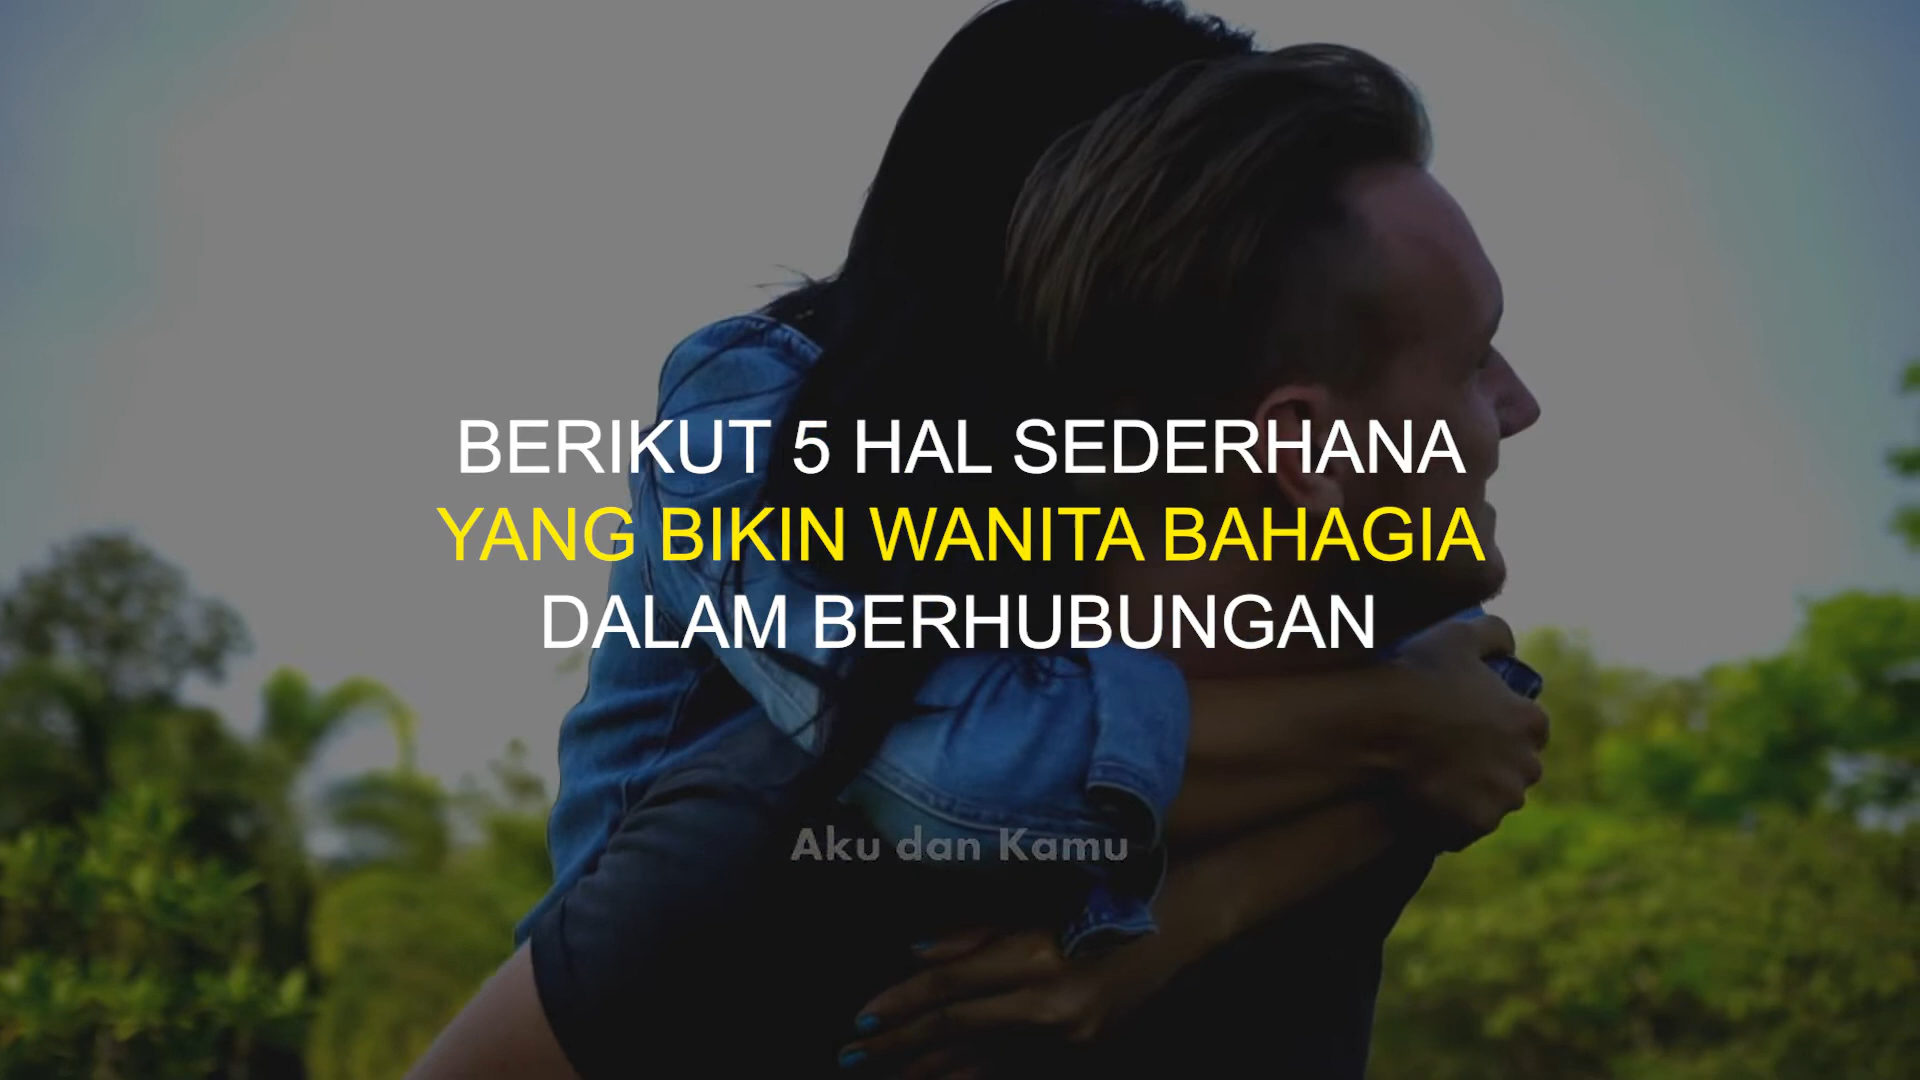 BERIKUT 5 HAL SEDERHANA
YANG BIKIN WANITA BAHAGIA
DALAM BERHUBUNGAN
Aku dan Kamu